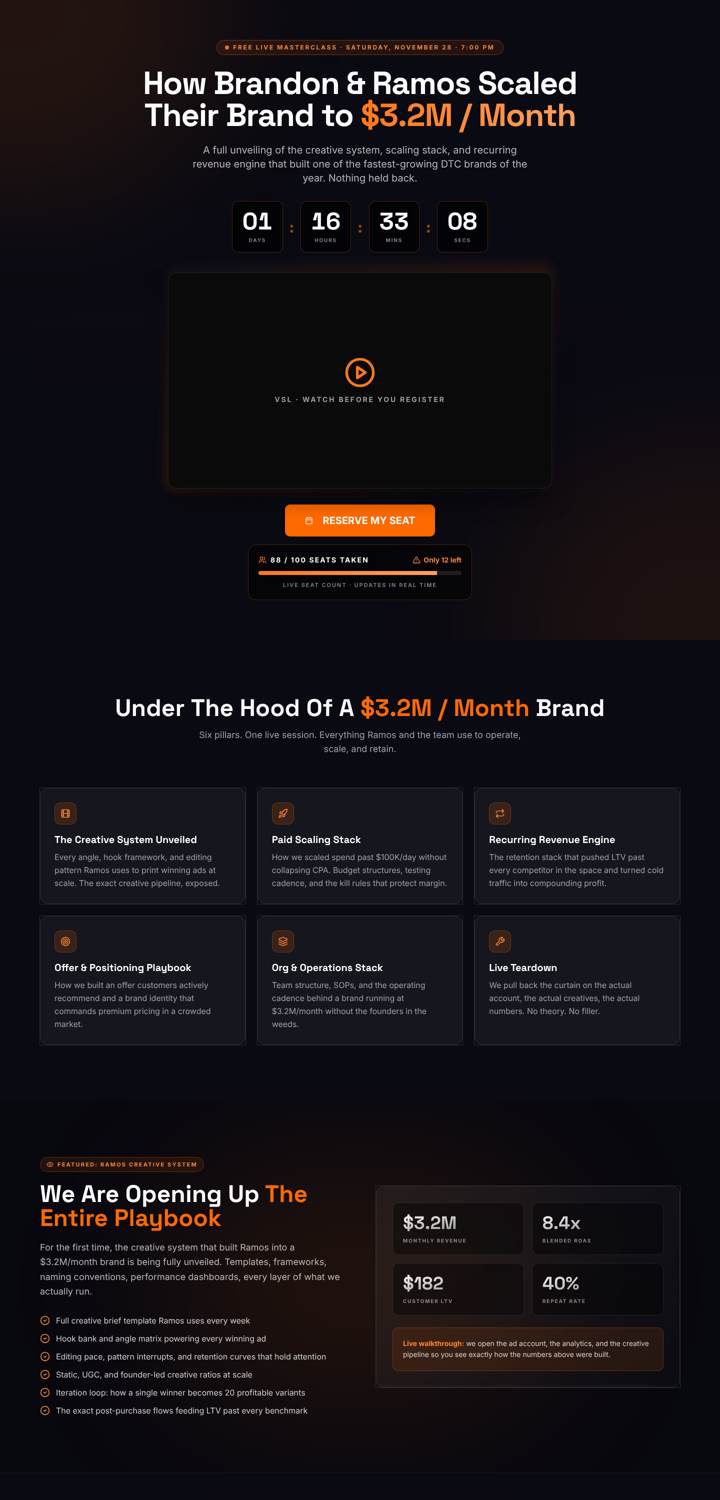 FREE LIVE MASTERCLASS · SATURDAY, NOVEMBER 28 · 7:00 PM
How Brandon & Ramos Scaled
Their Brand to $3.2M / Month
A full unveiling of the creative system, scaling stack, and recurring
revenue engine that built one of the fastest-growing DTC brands of the
year. Nothing held back.
01 : 16 : 33 : 08
DAYS HOURS MINS SECS
VSL · WATCH BEFORE YOU REGISTER
RESERVE MY SEAT
88 / 100 SEATS TAKEN Only 12 left
LIVE SEAT COUNT · UPDATES IN REAL TIME
Under The Hood Of A $3.2M / Month Brand
Six pillars. One live session. Everything Ramos and the team use to operate,
scale, and retain.
The Creative System Unveiled
Every angle, hook framework, and editing
pattern Ramos uses to print winning ads at
scale. The exact creative pipeline, exposed.
Paid Scaling Stack
How we scaled spend past $100K/day without
collapsing CPA. Budget structures, testing
cadence, and the kill rules that protect margin.
Recurring Revenue Engine
The retention stack that pushed LTV past
every competitor in the space and turned cold
traffic into compounding profit.
Offer & Positioning Playbook
How we built an offer customers actively
recommend and a brand identity that
commands premium pricing in a crowded
market.
Org & Operations Stack
Team structure, SOPs, and the operating
cadence behind a brand running at
$3.2M/month without the founders in the
weeds.
Live Teardown
We pull back the curtain on the actual
account, the actual creatives, the actual
numbers. No theory. No filler.
FEATURED: RAMOS CREATIVE SYSTEM
We Are Opening Up The
Entire Playbook
For the first time, the creative system that built Ramos into a
$3.2M/month brand is being fully unveiled. Templates, frameworks,
naming conventions, performance dashboards, every layer of what we
actually run.
Full creative brief template Ramos uses every week
Hook bank and angle matrix powering every winning ad
Editing pace, pattern interrupts, and retention curves that hold attention
Static, UGC, and founder-led creative ratios at scale
Iteration loop: how a single winner becomes 20 profitable variants
The exact post-purchase flows feeding LTV past every benchmark
$3.2M
MONTHLY REVENUE
8.4x
BLENDED ROAS
$182
CUSTOMER LTV
40%
REPEAT RATE
Live walkthrough: we open the ad account, the analytics, and the creative
pipeline so you see exactly how the numbers above were built.